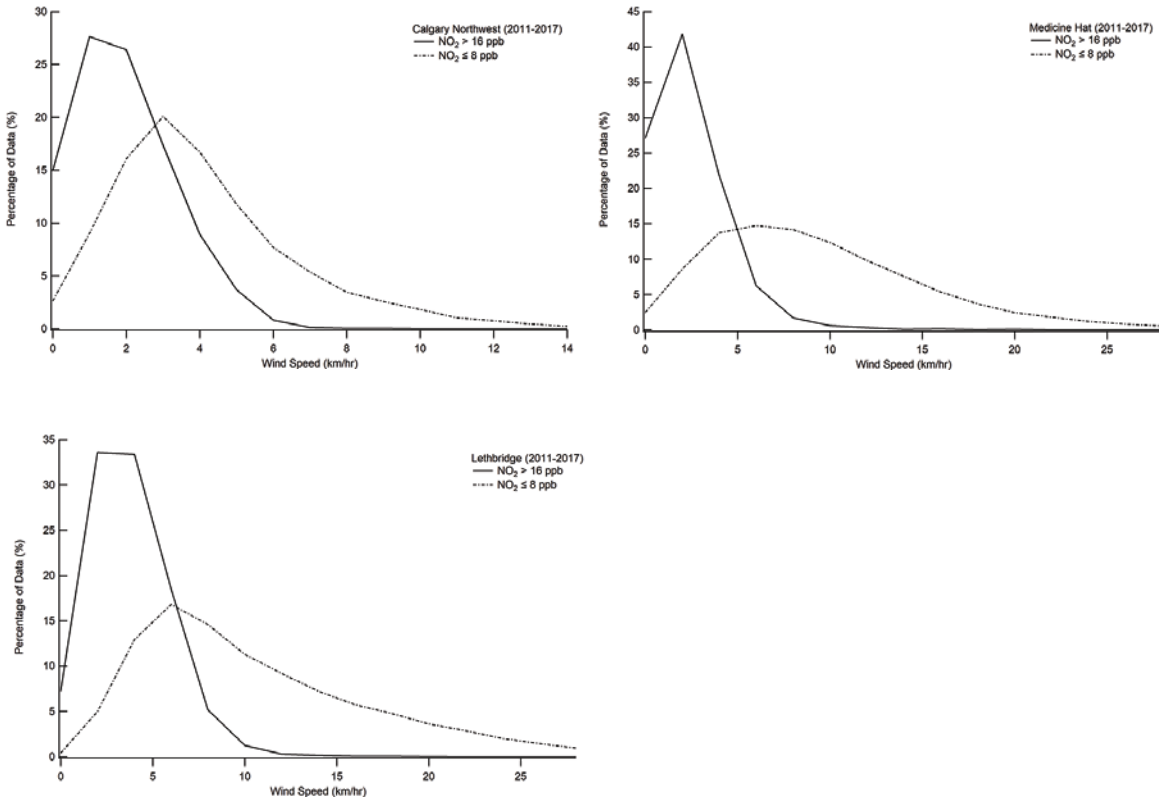 Calgary Northwest (2011-2017)
NO₂ > 16 ppb
NO₂ ≤ 8 ppb
30
25
20
15
10
5
0
Percentage of Data (%)
0 2 4 6 8 10 12 14
Wind Speed (km/hr)
Medicine Hat (2011-2017)
NO₂ > 16 ppb
NO₂ ≤ 8 ppb
45
40
35
30
25
20
15
10
5
0
Percentage of Data (%)
0 5 10 15 20 25
Wind Speed (km/hr)
Lethbridge (2011-2017)
NO₂ > 16 ppb
NO₂ ≤ 8 ppb
35
30
25
20
15
10
5
0
Percentage of Data (%)
0 5 10 15 20 25
Wind Speed (km/hr)